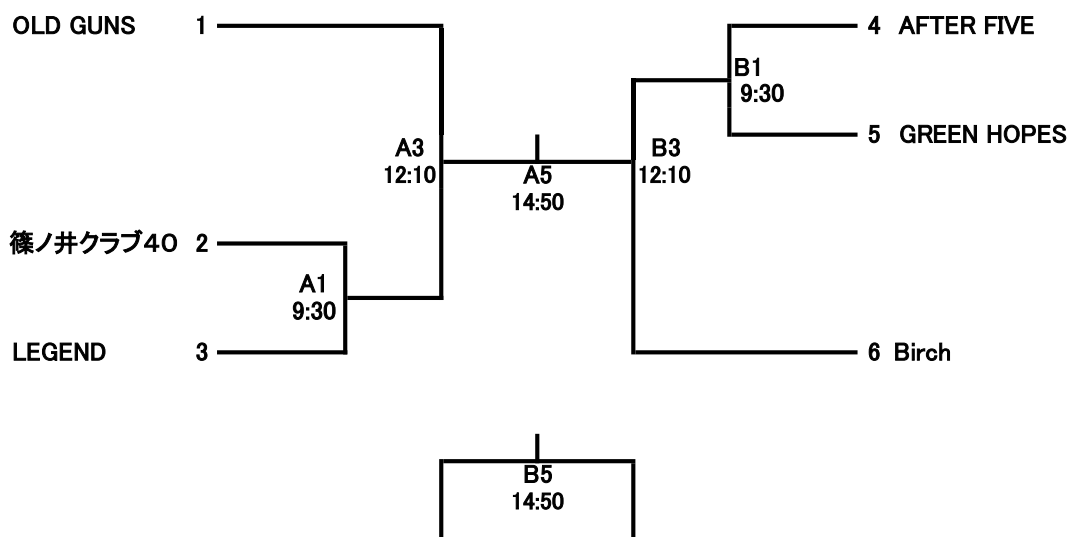 OLD GUNS 1
4 AFTER FIVE
B1
9:30
5 GREEN HOPES
A3
12:10
A5
14:50
B3
12:10
篠ノ井クラブ40 2
A1
9:30
LEGEND 3
6 Birch
B5
14:50